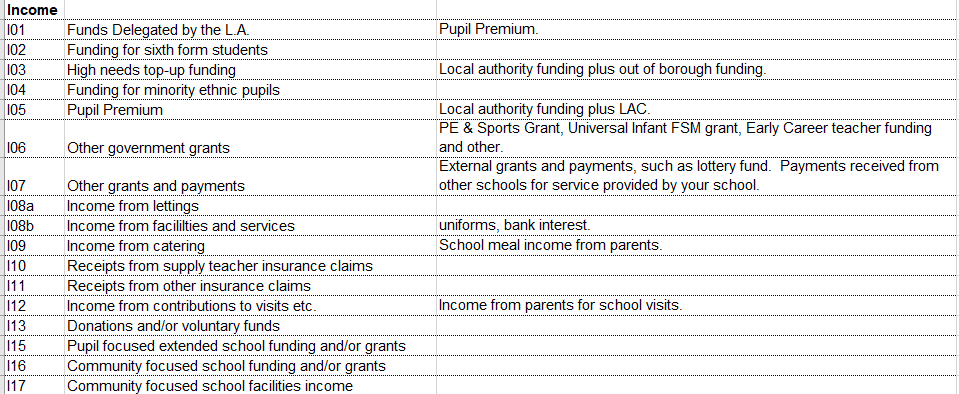 Income
I01 Funds Delegated by the L.A. Pupil Premium.
I02 Funding for sixth form students
I03 High needs top-up funding Local authority funding plus out of borough funding.
I04 Funding for minority ethnic pupils
I05 Pupil Premium Local authority funding plus LAC.
PE & Sports Grant, Universal Infant FSM grant, Early Career teacher funding
I06 Other government grants and other.
External grants and payments, such as lottery fund. Payments received from
I07 Other grants and payments other schools for service provided by your school.
I08a Income from lettings
I08b Income from facililties and services uniforms, bank interest.
I09 Income from catering School meal income from parents.
I10 Receipts from supply teacher insurance claims
I11 Receipts from other insurance claims
I12 Income from contributions to visits etc. Income from parents for school visits.
I13 Donations and/or voluntary funds
I15 Pupil focused extended school funding and/or grants
I16 Community focused school funding and/or grants
I17 Community focused school facilities income